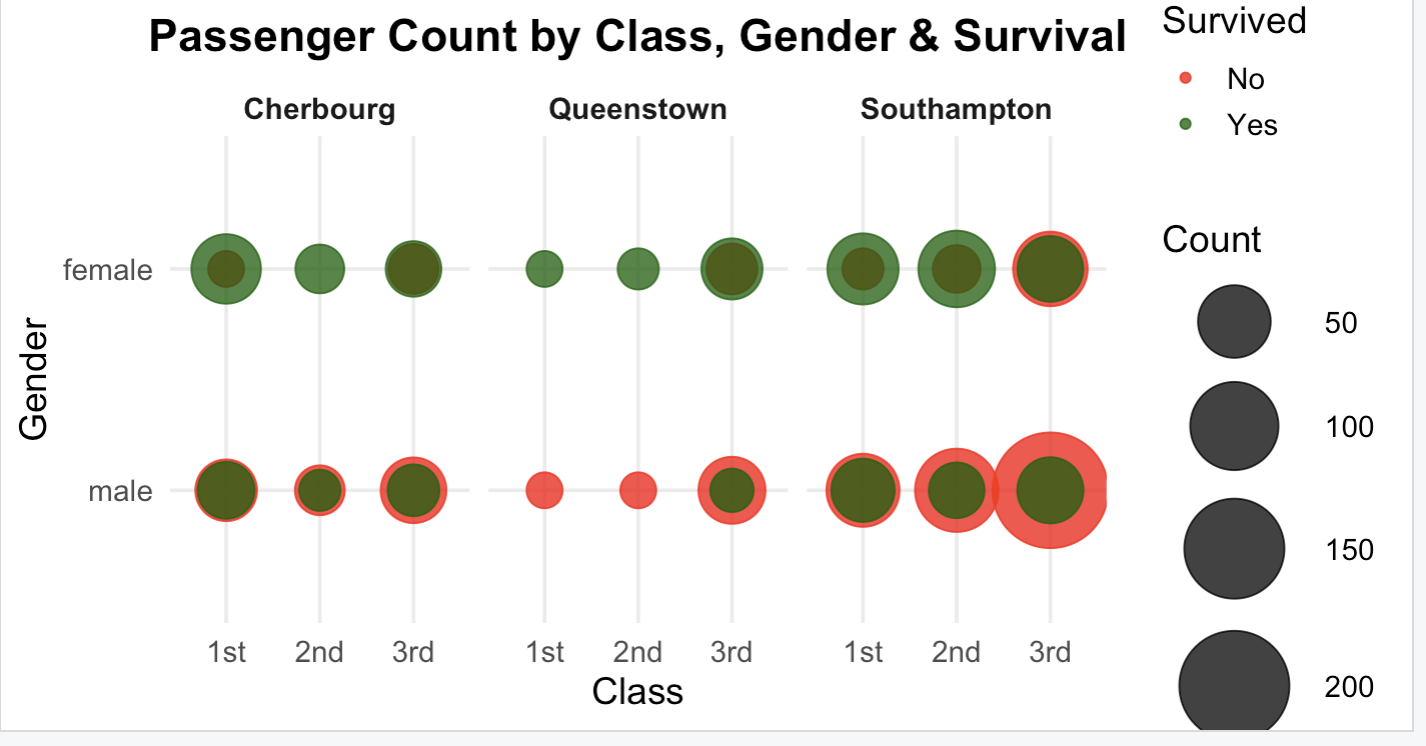 Passenger Count by Class, Gender & Survival
Cherbourg
Queenstown
Southampton
Gender
female
male
1st 2nd 3rd
1st 2nd 3rd
1st 2nd 3rd
Class
Survived
No
Yes
Count
50
100
150
200